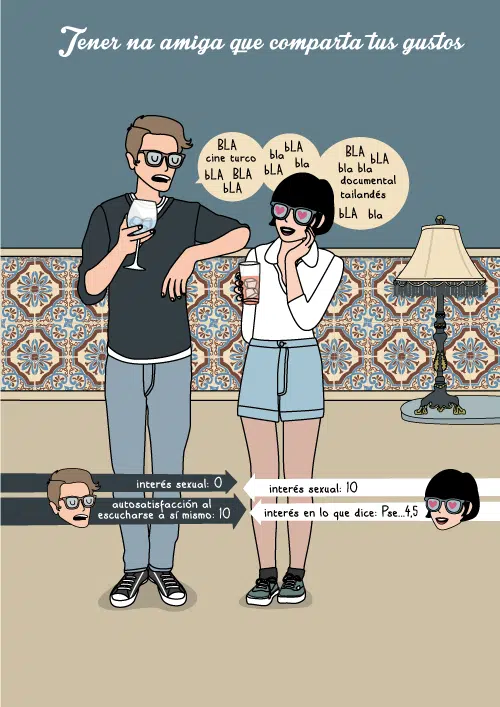 Tener na amiga que comparta tus gustos
BLA
cine turco
bLA BLA
bLA
bLA
bla
bla
bLA
BLA
bLA
bla bla
documental
tailandés
bLA bla
interés sexual: 0
autosatisfacción al
escucharse a sí mismo: 10
interés sexual: 10
interés en lo que dice: Pse...4,5